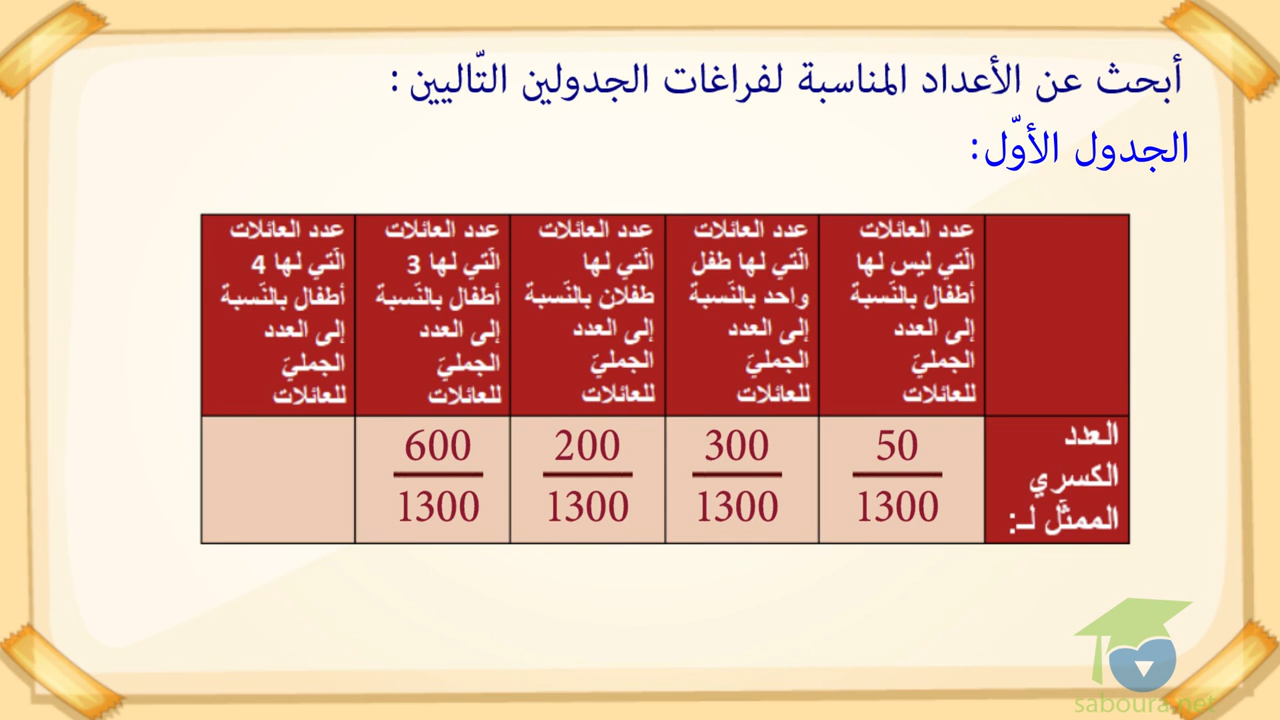 أبحث عن الأعداد المناسبة لفراغات الجدولين التّاليين :
الجدول الأوّل:
عدد العائلات
الّتي ليس لها
أطفال بالنّسبة
إلى العدد
الجمليّ
للعائلات
عدد العائلات
الّتي لها طفل
واحد بالنّسبة
إلى العدد
الجمليّ
للعائلات
عدد العائلات
الّتي لها
طفلان بالنّسبة
إلى العدد
الجمليّ
للعائلات
عدد العائلات
الّتي لها 3
أطفال بالنّسبة
إلى العدد
الجمليّ
للعائلات
عدد العائلات
الّتي لها 4
أطفال بالنّسبة
إلى العدد
الجمليّ
للعائلات
العدد
الكسري
الممثّل لـ:
50
1300
300
1300
200
1300
600
1300
saboura.net